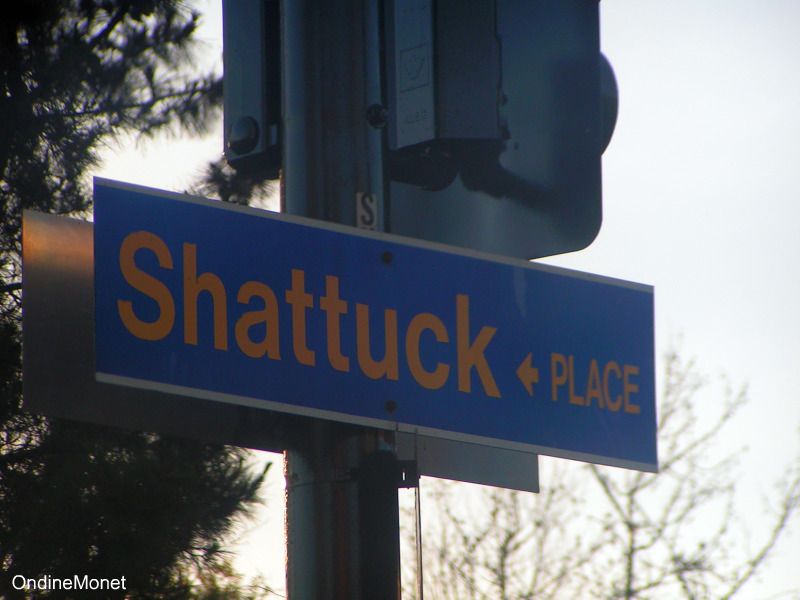 S
Shattuck ← PLACE
OndineMonet